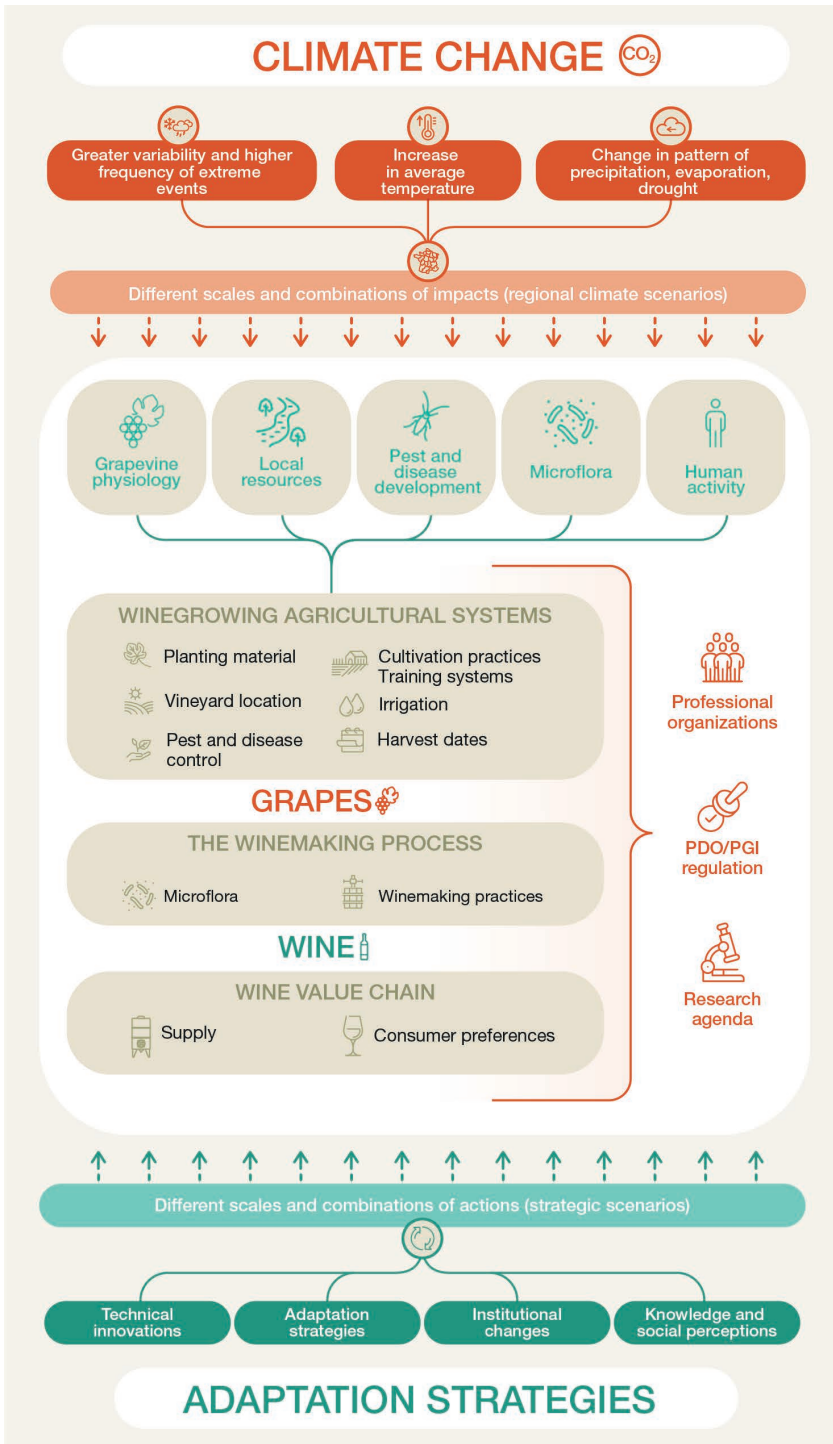 CLIMATE CHANGE CO₂
Greater variability and higher
frequency of extreme
events
Increase
in average
temperature
Change in pattern of
precipitation, evaporation,
drought
Different scales and combinations of impacts (regional climate scenarios)
Grapevine
physiology
Local
resources
Pest and
disease
development
Microflora
Human
activity
WINEGROWING AGRICULTURAL SYSTEMS
Planting material
Cultivation practices
Training systems
Vineyard location
Irrigation
Pest and disease
control
Harvest dates
GRAPES
THE WINEMAKING PROCESS
Microflora
Winemaking practices
WINE
WINE VALUE CHAIN
Supply
Consumer preferences
Professional
organizations
PDO/PGI
regulation
Research
agenda
Different scales and combinations of actions (strategic scenarios)
Technical
innovations
Adaptation
strategies
Institutional
changes
Knowledge and
social perceptions
ADAPTATION STRATEGIES